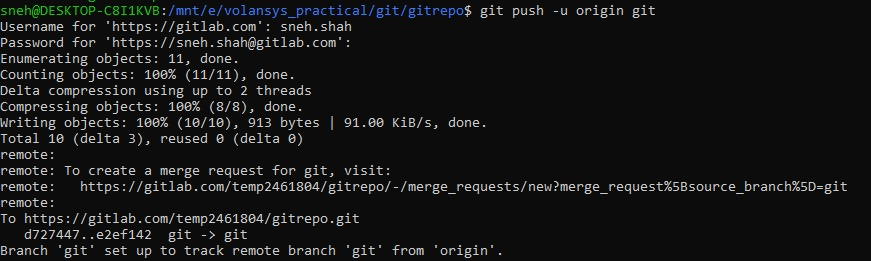 sneh@DESKTOP-C8I1KVB:/mnt/e/volansys_practical/git/gitrepo$ git push -u origin git
Username for 'https://gitlab.com': sneh.shah
Password for 'https://sneh.shah@gitlab.com':
Enumerating objects: 11, done.
Counting objects: 100% (11/11), done.
Delta compression using up to 2 threads
Compressing objects: 100% (8/8), done.
Writing objects: 100% (10/10), 913 bytes | 91.00 KiB/s, done.
Total 10 (delta 3), reused 0 (delta 0)
remote:
remote: To create a merge request for git, visit:
remote:   https://gitlab.com/temp2461804/gitrepo/-/merge_requests/new?merge_request%5Bsource_branch%5D=git
remote:
To https://gitlab.com/temp2461804/gitrepo.git
   d727447..e2ef142  git -> git
Branch 'git' set up to track remote branch 'git' from 'origin'.